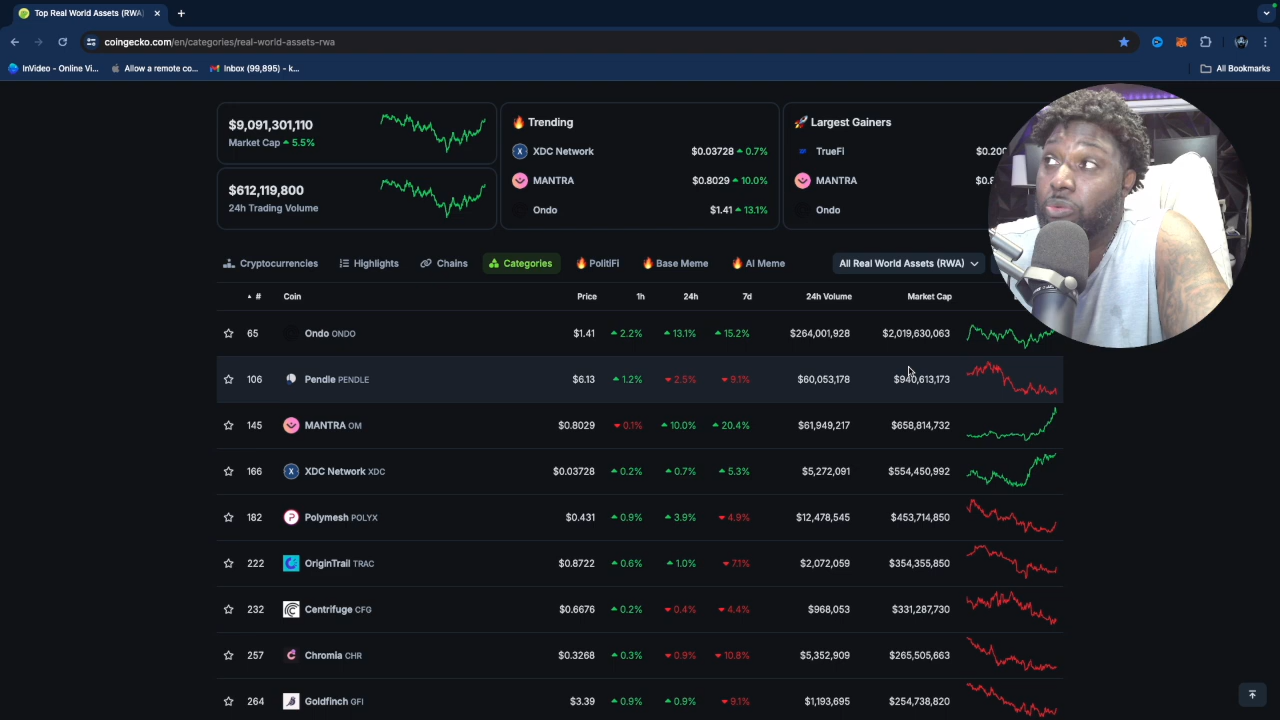 Top Real World Assets (RWA)
coingecko.com/en/categories/real-world-assets-rwa
InVideo - Online Vi... Allow a remote co... Inbox (99,895) - k... All Bookmarks
$9,091,301,110
Market Cap ▲ 5.5%
$612,119,800
24h Trading Volume
🔥 Trending
XDC Network $0.03728 ▲ 0.7%
MANTRA $0.8029 ▲ 10.0%
Ondo $1.41 ▲ 13.1%
🚀 Largest Gainers
TrueFi $0.20
MANTRA $0.8
Ondo
Cryptocurrencies Highlights Chains Categories 🔥 PolitiFi 🔥 Base Meme 🔥 AI Meme All Real World Assets (RWA)
▲ # Coin Price 1h 24h 7d 24h Volume Market Cap
65 Ondo ONDO $1.41 ▲ 2.2% ▲ 13.1% ▲ 15.2% $264,001,928 $2,019,630,063
106 Pendle PENDLE $6.13 ▲ 1.2% ▼ 2.5% ▼ 9.1% $60,053,178 $940,613,173
145 MANTRA OM $0.8029 ▼ 0.1% ▲ 10.0% ▲ 20.4% $61,949,217 $658,814,732
166 XDC Network XDC $0.03728 ▲ 0.2% ▲ 0.7% ▲ 5.3% $5,272,091 $554,450,992
182 Polymesh POLYX $0.431 ▲ 0.9% ▲ 3.9% ▼ 4.9% $12,478,545 $453,714,850
222 OriginTrail TRAC $0.8722 ▲ 0.6% ▲ 1.0% ▼ 7.1% $2,072,059 $354,355,850
232 Centrifuge CFG $0.6676 ▲ 0.2% ▼ 0.4% ▼ 4.4% $968,053 $331,287,730
257 Chromia CHR $0.3268 ▲ 0.3% ▼ 0.9% ▼ 10.8% $5,352,909 $265,505,663
264 Goldfinch GFI $3.39 ▲ 0.9% ▲ 0.9% ▼ 9.1% $1,193,695 $254,738,820